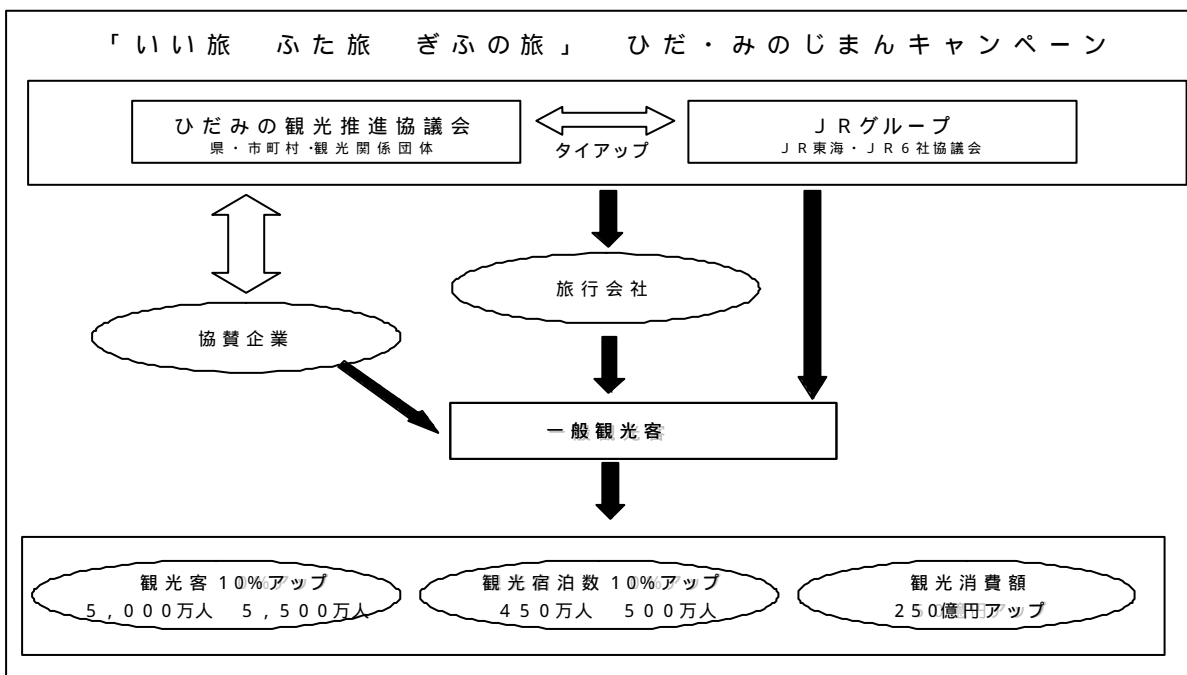 「いい旅 ふた旅 ぎふの旅」 ひだ・みのじまんキャンペーン
ひだみの観光推進協議会
県・市町村・観光関係団体
タイアップ
JRグループ
JR東海・JR6社協議会
旅行会社
協賛企業
一般観光客
観光客10%アップ
5,000万人 5,500万人
観光宿泊数10%アップ
450万人 500万人
観光消費額
250億円アップ